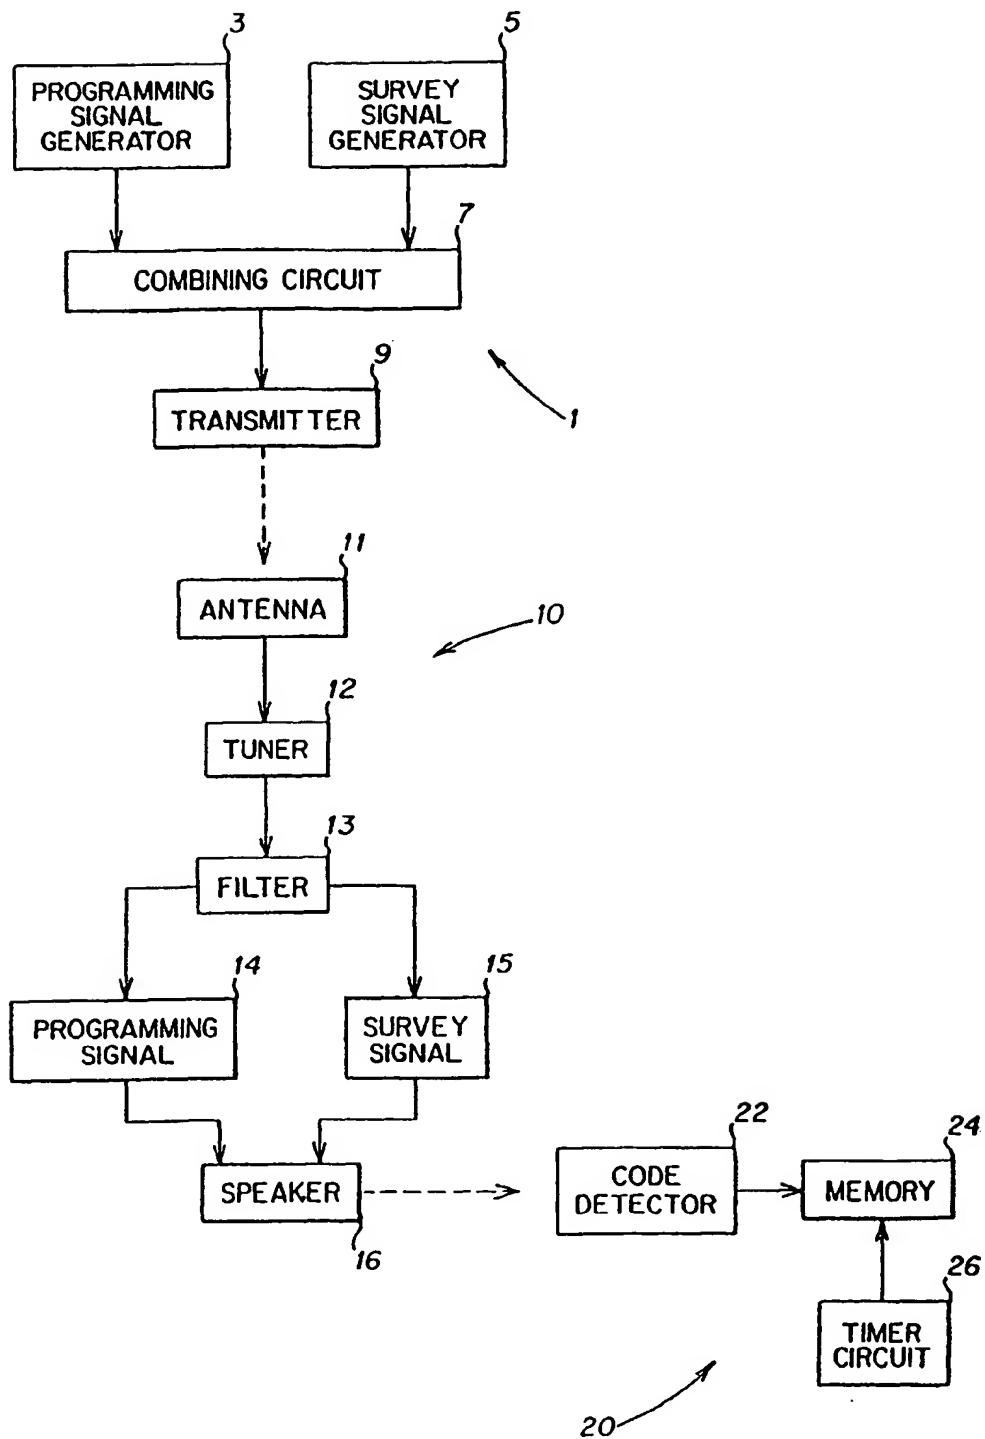 3
5
PROGRAMMING
SIGNAL
GENERATOR
SURVEY
SIGNAL
GENERATOR
7
COMBINING CIRCUIT
9
TRANSMITTER
1
11
ANTENNA
10
12
TUNER
13
FILTER
14
15
PROGRAMMING
SIGNAL
SURVEY
SIGNAL
22
24
SPEAKER
CODE
DETECTOR
MEMORY
16
26
TIMER
CIRCUIT
20